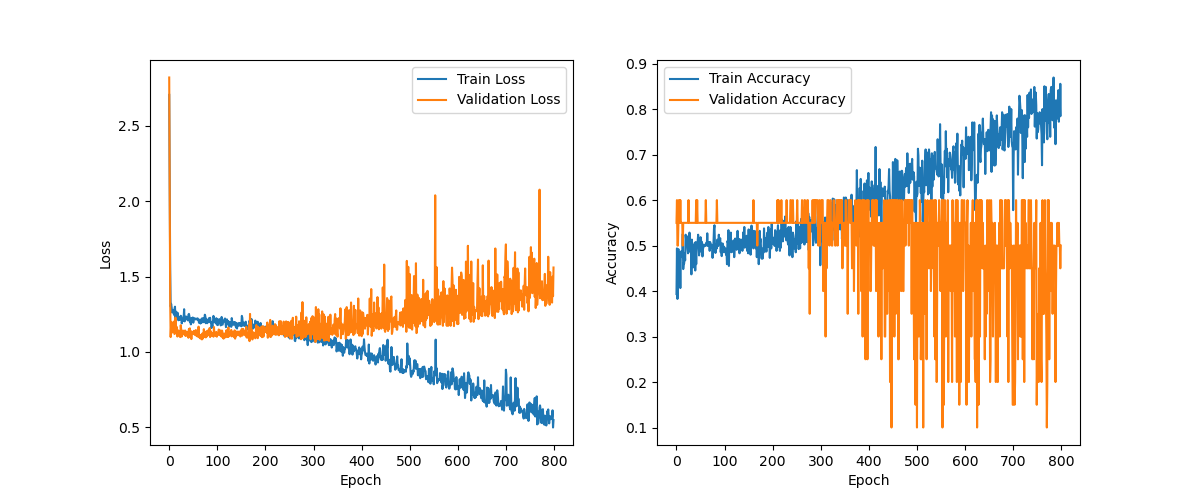 Train Loss
Validation Loss
2.5
2.0
1.5
1.0
0.5
Loss
0 100 200 300 400 500 600 700 800
Epoch
Train Accuracy
Validation Accuracy
0.9
0.8
0.7
0.6
0.5
0.4
0.3
0.2
0.1
Accuracy
0 100 200 300 400 500 600 700 800
Epoch